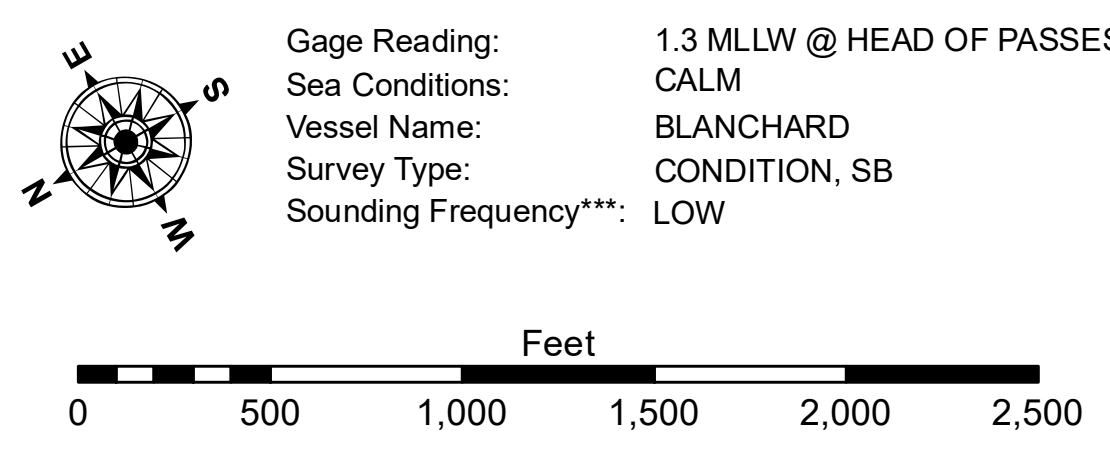 E
S
N
W
Gage Reading: 1.3 MLLW @ HEAD OF PASSES
Sea Conditions: CALM
Vessel Name: BLANCHARD
Survey Type: CONDITION, SB
Sounding Frequency***: LOW
Feet
0 500 1,000 1,500 2,000 2,500